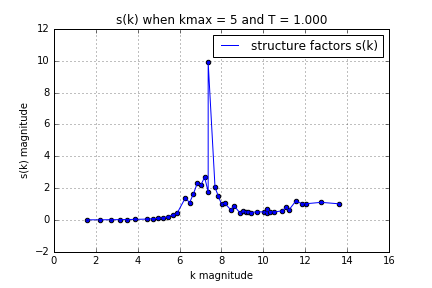 s(k) when kmax = 5 and T = 1.000
structure factors s(k)
s(k) magnitude
12
10
8
6
4
2
0
−2
0 2 4 6 8 10 12 14 16
k magnitude